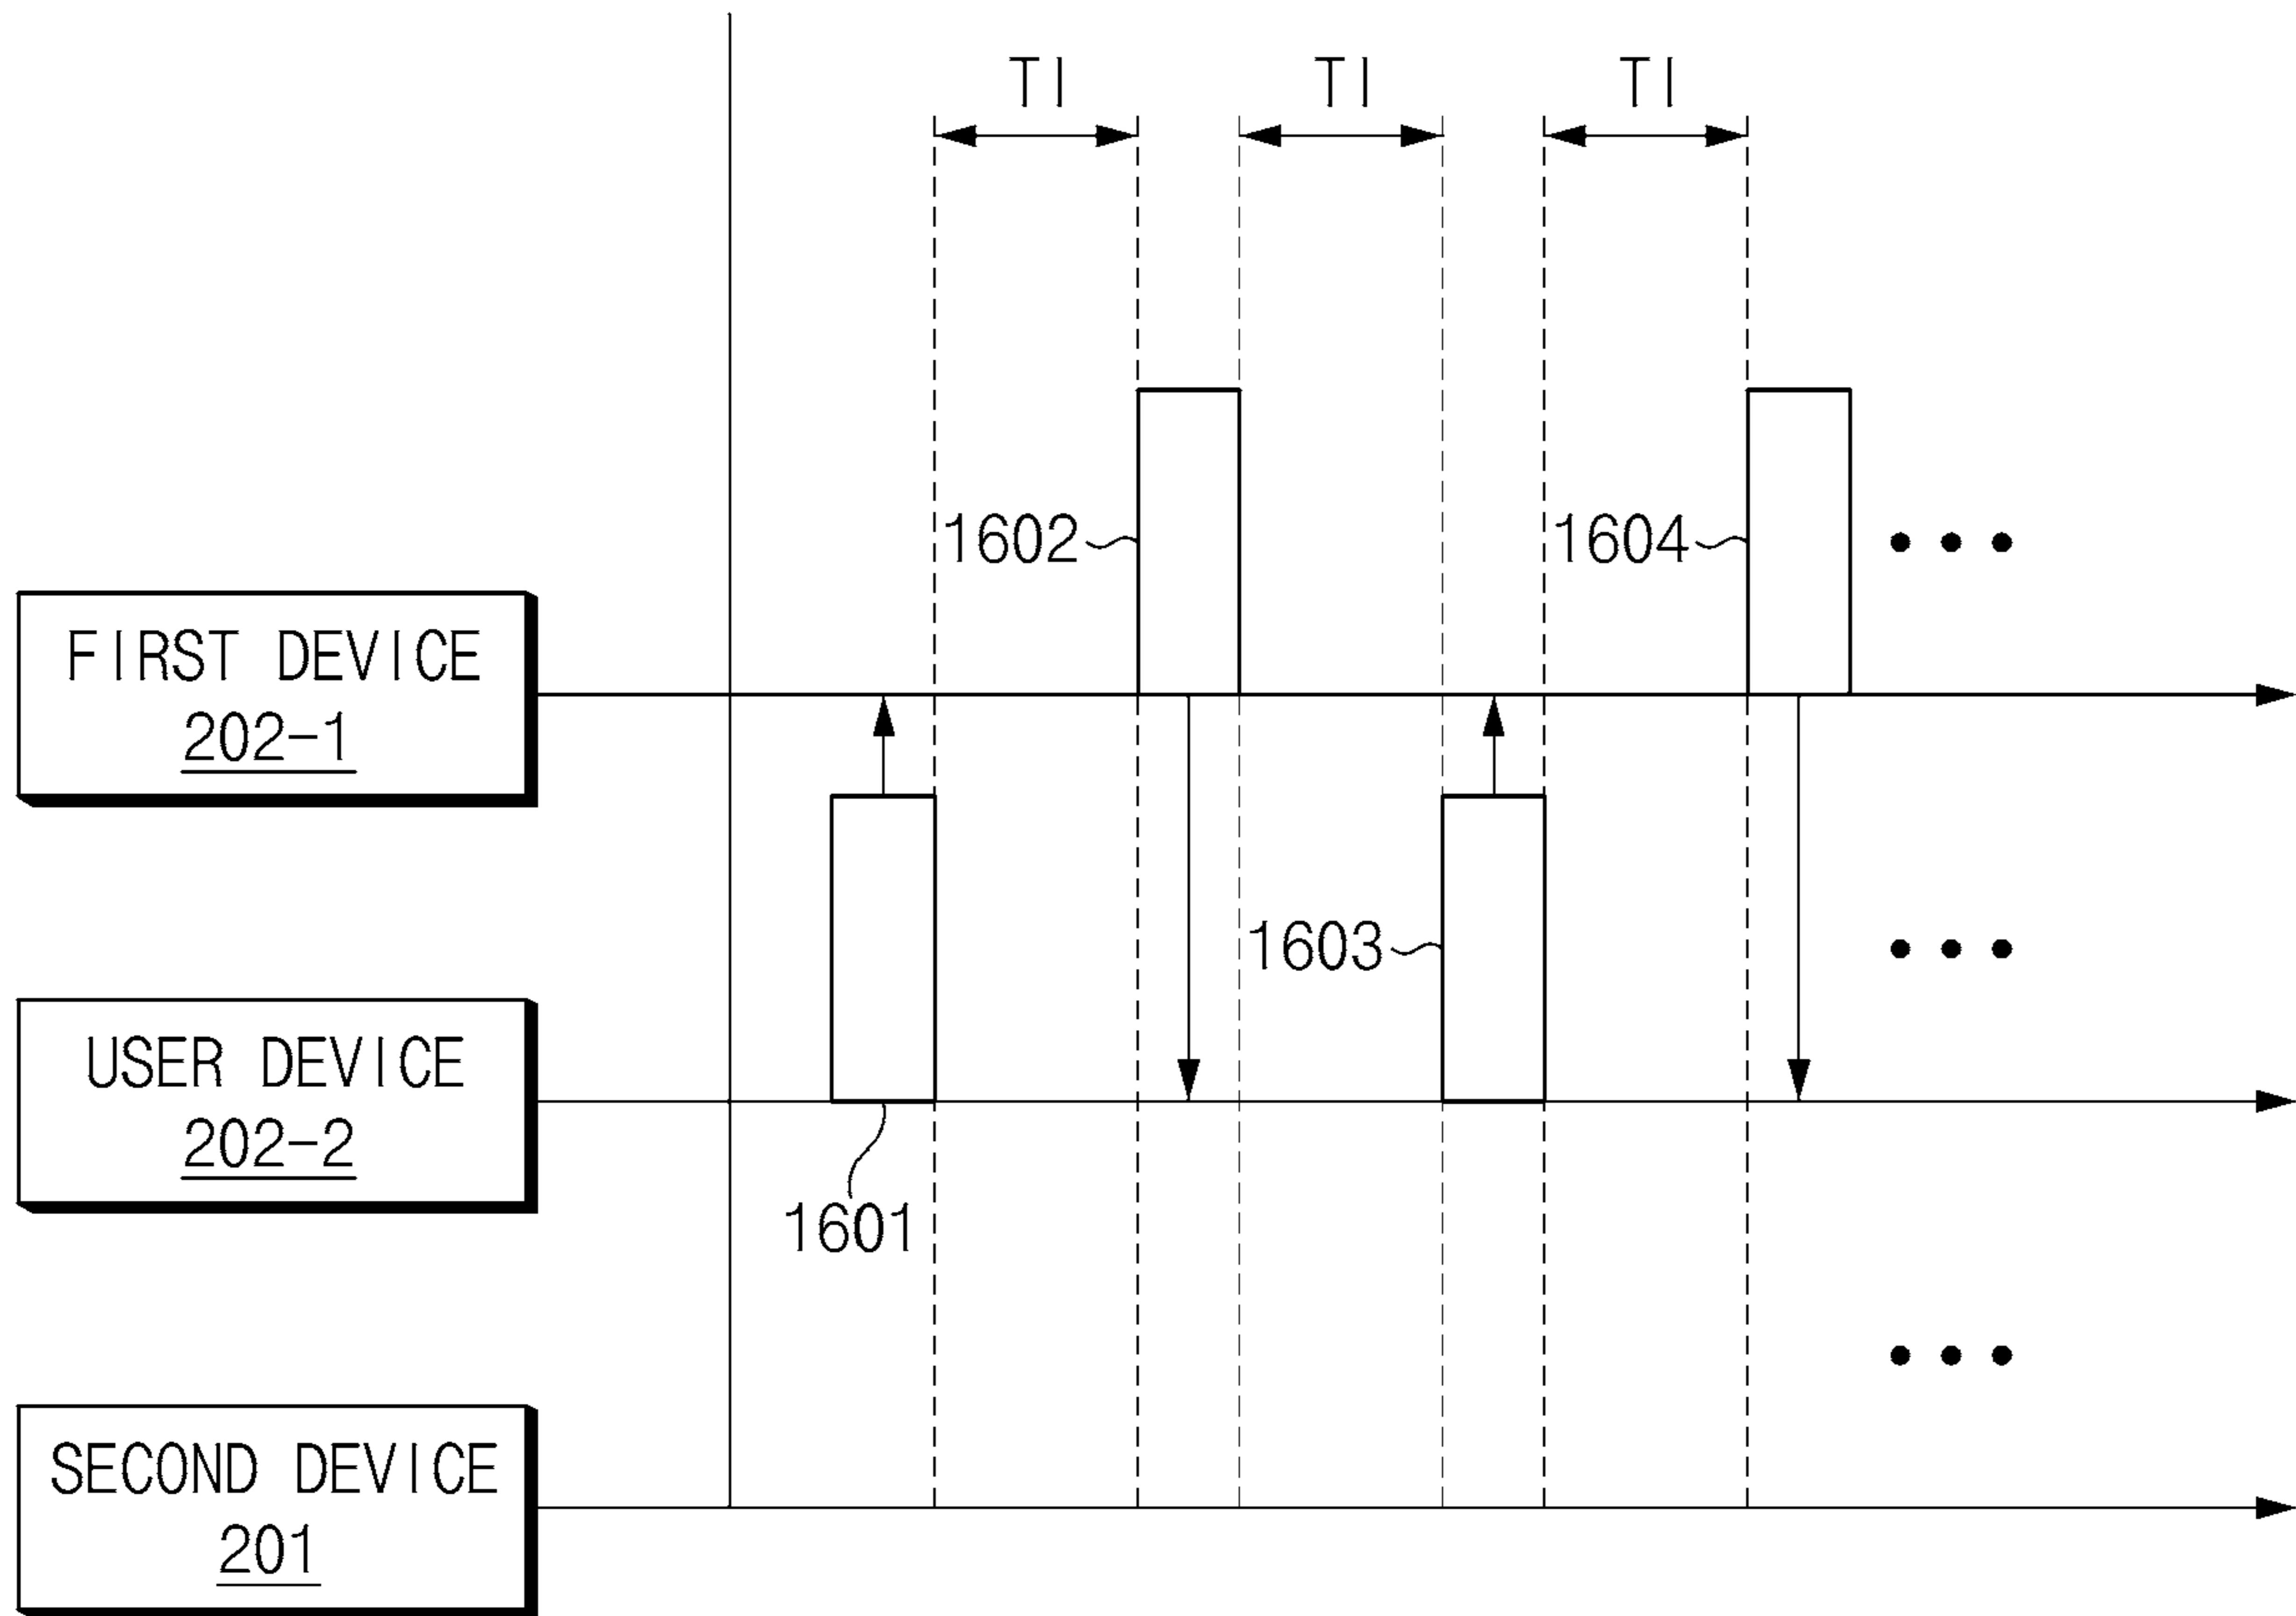 TI TI TI
1602
1604
FIRST DEVICE
202-1
1603
USER DEVICE
202-2
1601
SECOND DEVICE
201